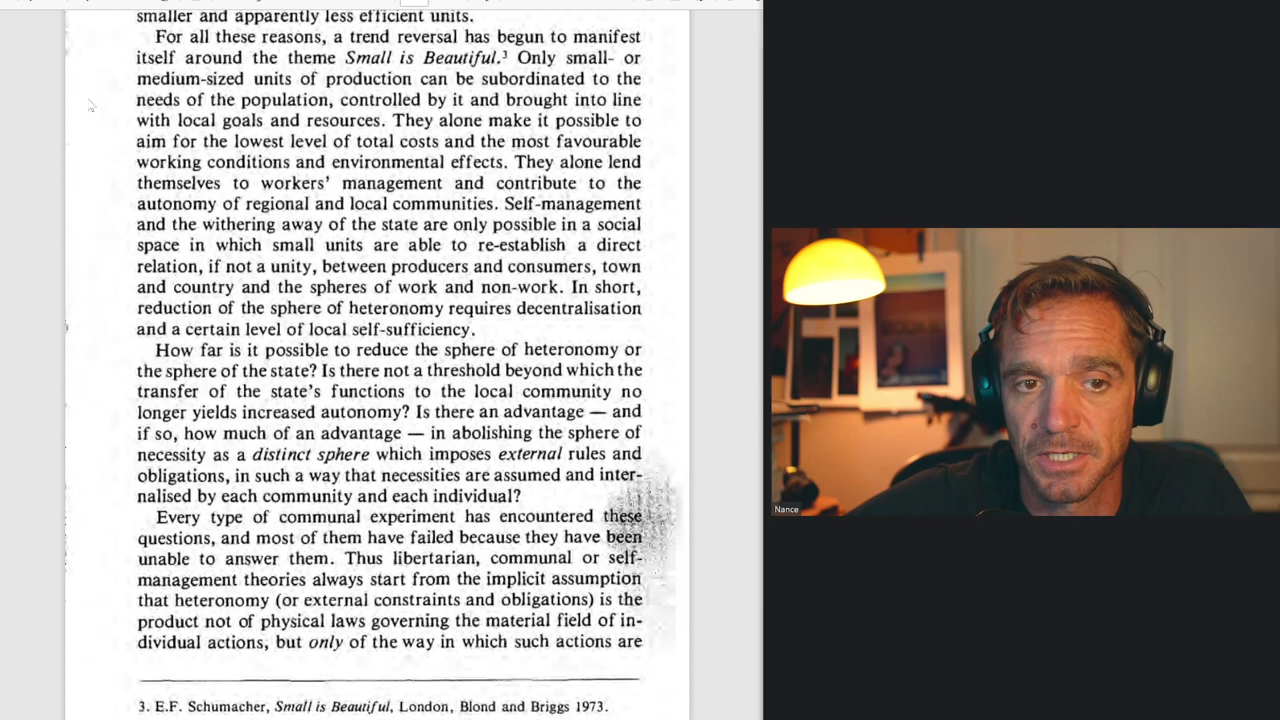 smaller and apparently less efficient units.
For all these reasons, a trend reversal has begun to manifest
itself around the theme Small is Beautiful.³ Only small- or
medium-sized units of production can be subordinated to the
needs of the population, controlled by it and brought into line
with local goals and resources. They alone make it possible to
aim for the lowest level of total costs and the most favourable
working conditions and environmental effects. They alone lend
themselves to workers' management and contribute to the
autonomy of regional and local communities. Self-management
and the withering away of the state are only possible in a social
space in which small units are able to re-establish a direct
relation, if not a unity, between producers and consumers, town
and country and the spheres of work and non-work. In short,
reduction of the sphere of heteronomy requires decentralisation
and a certain level of local self-sufficiency.
How far is it possible to reduce the sphere of heteronomy or
the sphere of the state? Is there not a threshold beyond which the
transfer of the state's functions to the local community no
longer yields increased autonomy? Is there an advantage — and
if so, how much of an advantage — in abolishing the sphere of
necessity as a distinct sphere which imposes external rules and
obligations, in such a way that necessities are assumed and inter-
nalised by each community and each individual?
Every type of communal experiment has encountered these
questions, and most of them have failed because they have been
unable to answer them. Thus libertarian, communal or self-
management theories always start from the implicit assumption
that heteronomy (or external constraints and obligations) is the
product not of physical laws governing the material field of in-
dividual actions, but only of the way in which such actions are
3. E.F. Schumacher, Small is Beautiful, London, Blond and Briggs 1973.
Nance